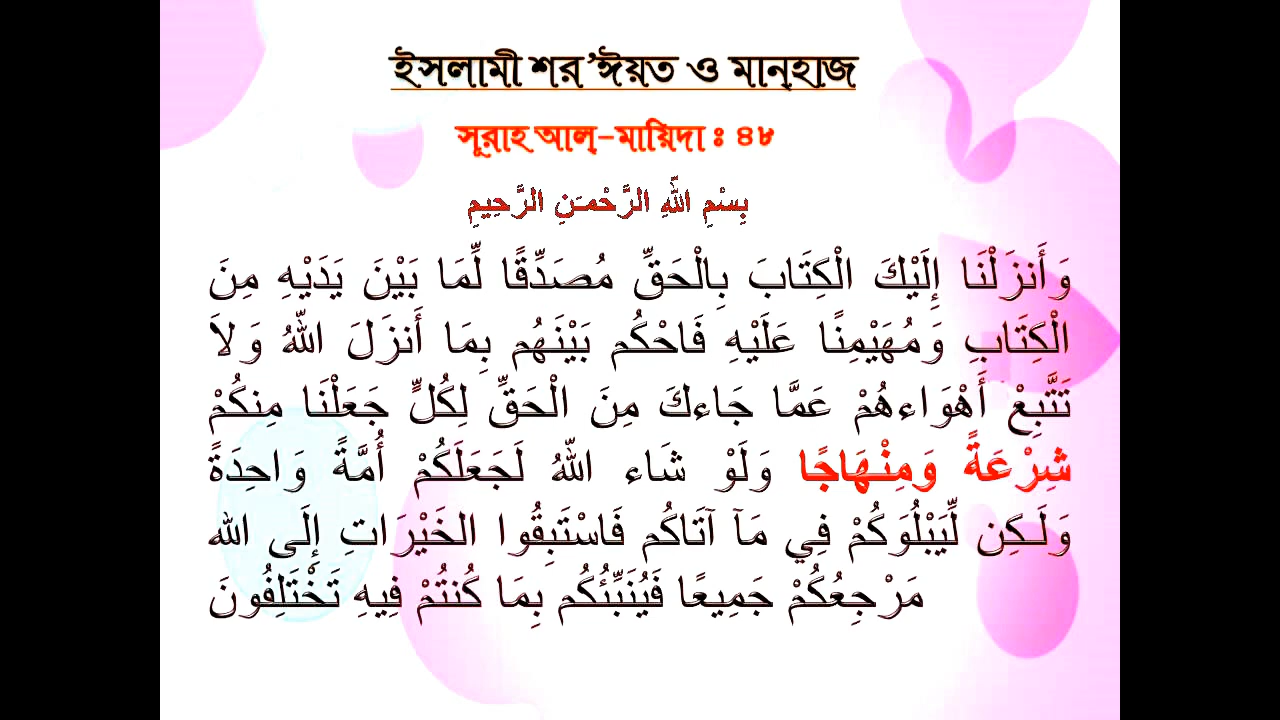 ইসলামী শর’ঈয়ত ও মান্‌হাজ
সূরাহ আল্‌-মায়িদা ঃ ৪৮
بِسْمِ اللّهِ الرَّحْمـَنِ الرَّحِيمِ
وَأَنزَلْنَا إِلَيْكَ الْكِتَابَ بِالْحَقِّ مُصَدِّقًا لِّمَا بَيْنَ يَدَيْهِ مِنَ
الْكِتَابِ وَمُهَيْمِنًا عَلَيْهِ فَاحْكُم بَيْنَهُم بِمَا أَنزَلَ اللّهُ وَلاَ
تَتَّبِعْ أَهْوَاءهُمْ عَمَّا جَاءكَ مِنَ الْحَقِّ لِكُلٍّ جَعَلْنَا مِنكُمْ
شِرْعَةً وَمِنْهَاجًا وَلَوْ شَاء اللّهُ لَجَعَلَكُمْ أُمَّةً وَاحِدَةً
وَلَـكِن لِّيَبْلُوَكُمْ فِي مَآ آتَاكُم فَاسْتَبِقُوا الخَيْرَاتِ إِلَى الله
مَرْجِعُكُمْ جَمِيعًا فَيُنَبِّئُكُم بِمَا كُنتُمْ فِيهِ تَخْتَلِفُونَ